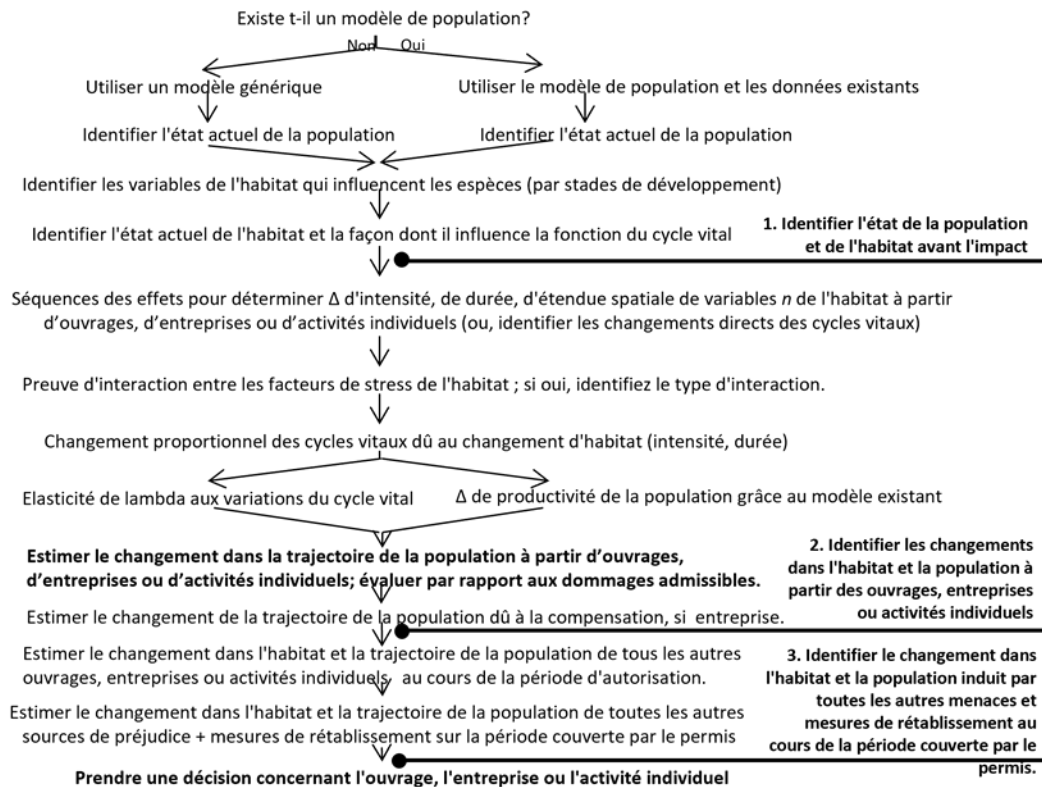 Existe t-il un modèle de population?
Non Oui
Utiliser un modèle générique
Utiliser le modèle de population et les données existants
Identifier l'état actuel de la population
Identifier l'état actuel de la population
Identifier les variables de l'habitat qui influencent les espèces (par stades de développement)
Identifier l'état actuel de l'habitat et la façon dont il influence la fonction du cycle vital
1. Identifier l'état de la population
et de l'habitat avant l'impact
Séquences des effets pour déterminer Δ d'intensité, de durée, d'étendue spatiale de variables n de l'habitat à partir
d’ouvrages, d’entreprises ou d’activités individuels (ou, identifier les changements directs des cycles vitaux)
Preuve d'interaction entre les facteurs de stress de l'habitat ; si oui, identifiez le type d'interaction.
Changement proportionnel des cycles vitaux dû au changement d'habitat (intensité, durée)
Elasticité de lambda aux variations du cycle vital
Δ de productivité de la population grâce au modèle existant
Estimer le changement dans la trajectoire de la population à partir d’ouvrages,
d’entreprises ou d’activités individuels; évaluer par rapport aux dommages admissibles.
Estimer le changement de la trajectoire de la population dû à la compensation, si entreprise.
2. Identifier les changements
dans l'habitat et la population à
partir des ouvrages, entreprises
ou activités individuels
Estimer le changement dans l'habitat et la trajectoire de la population de tous les autres
ouvrages, entreprises ou activités individuels au cours de la période d'autorisation.
Estimer le changement dans l'habitat et la trajectoire de la population de toutes les autres
sources de préjudice + mesures de rétablissement sur la période couverte par le permis
3. Identifier le changement dans
l'habitat et la population induit par
toutes les autres menaces et
mesures de rétablissement au
cours de la période couverte par le
permis.
Prendre une décision concernant l'ouvrage, l'entreprise ou l'activité individuel